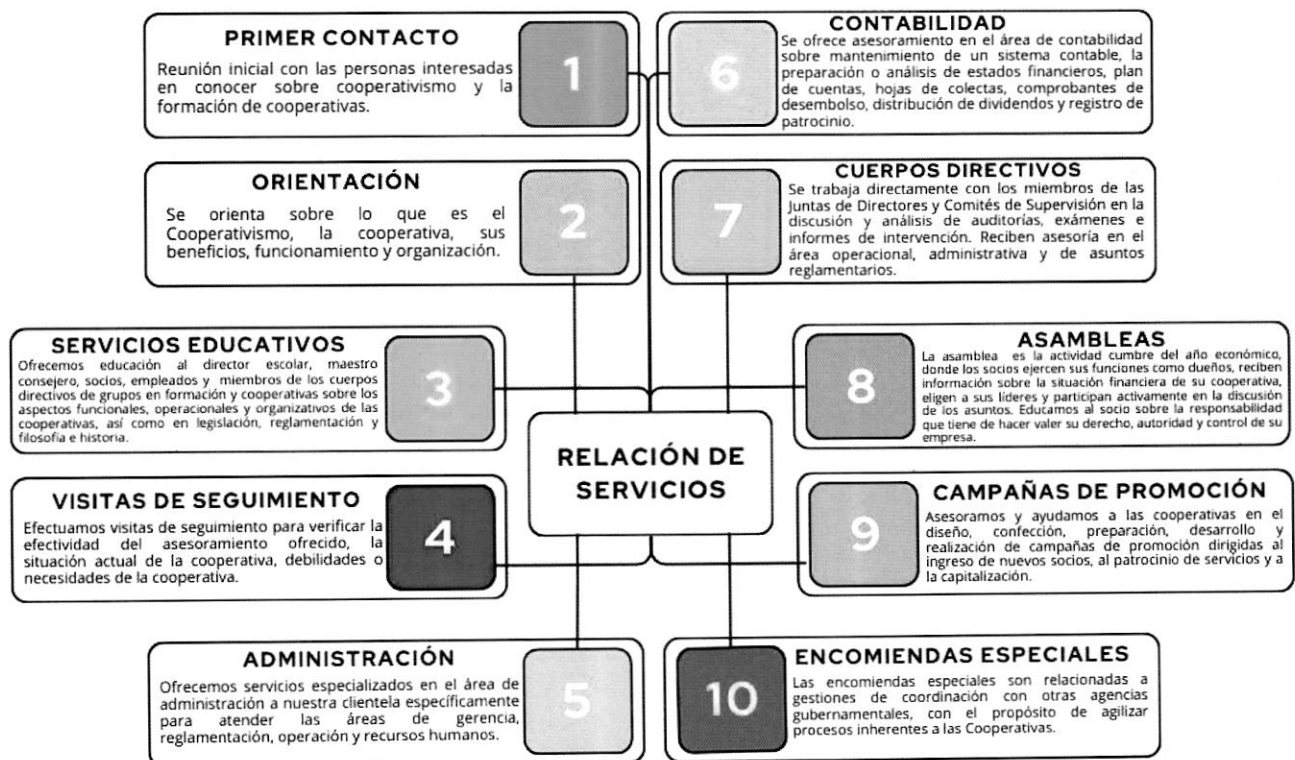 PRIMER CONTACTO
Reunión inicial con las personas interesadas
en conocer sobre cooperativismo y la
formación de cooperativas.
1
ORIENTACIÓN
Se orienta sobre lo que es el
Cooperativismo, la cooperativa, sus
beneficios, funcionamiento y organización.
2
SERVICIOS EDUCATIVOS
Ofrecemos educación al director escolar, maestro
consejero, socios, empleados y miembros de los cuerpos
directivos de grupos en formación y cooperativas sobre los
aspectos funcionales, operacionales y organizativos de las
cooperativas, así como en legislación, reglamentación y
filosofía e historia.
3
VISITAS DE SEGUIMIENTO
Efectuamos visitas de seguimiento para verificar la
efectividad del asesoramiento ofrecido, la
situación actual de la cooperativa, debilidades o
necesidades de la cooperativa.
4
ADMINISTRACIÓN
Ofrecemos servicios especializados en el área de
administración a nuestra clientela específicamente
para atender las áreas de gerencia,
reglamentación, operación y recursos humanos.
5
RELACIÓN DE
SERVICIOS
6
CONTABILIDAD
Se ofrece asesoramiento en el área de contabilidad
sobre mantenimiento de un sistema contable, la
preparación o análisis de estados financieros, plan
de cuentas, hojas de colectas, comprobantes de
desembolso, distribución de dividendos y registro de
patrocinio.
7
CUERPOS DIRECTIVOS
Se trabaja directamente con los miembros de las
Juntas de Directores y Comités de Supervisión en la
discusión y análisis de auditorías, exámenes e
informes de intervención. Reciben asesoría en el
área operacional, administrativa y de asuntos
reglamentarios.
8
ASAMBLEAS
La asamblea es la actividad cumbre del año económico,
donde los socios ejercen sus funciones como dueños, reciben
información sobre la situación financiera de su cooperativa,
eligen a sus líderes y participan activamente en la discusión
de los asuntos. Educamos al socio sobre la responsabilidad
que tiene de hacer valer su derecho, autoridad y control de su
empresa.
9
CAMPAÑAS DE PROMOCIÓN
Asesoramos y ayudamos a las cooperativas en el
diseño, confección, preparación, desarrollo y
realización de campañas de promoción dirigidas al
ingreso de nuevos socios, al patrocinio de servicios y a
la capitalización.
10
ENCOMIENDAS ESPECIALES
Las encomiendas especiales son relacionadas a
gestiones de coordinación con otras agencias
gubernamentales, con el propósito de agilizar
procesos inherentes a las Cooperativas.